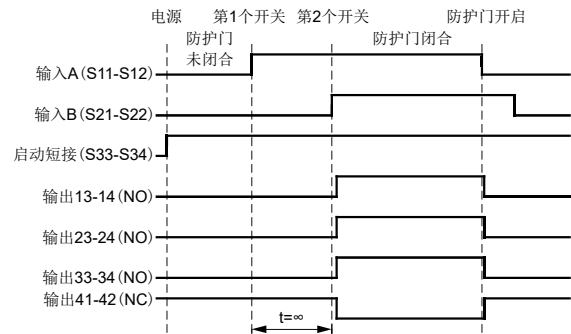 电源 第1个开关 第2个开关 防护门开启
防护门 防护门闭合
未闭合
输入A(S11-S12)
输入B(S21-S22)
启动短接(S33-S34)
输出13-14(NO)
输出23-24(NO)
输出33-34(NO)
输出41-42(NC)
t=∞